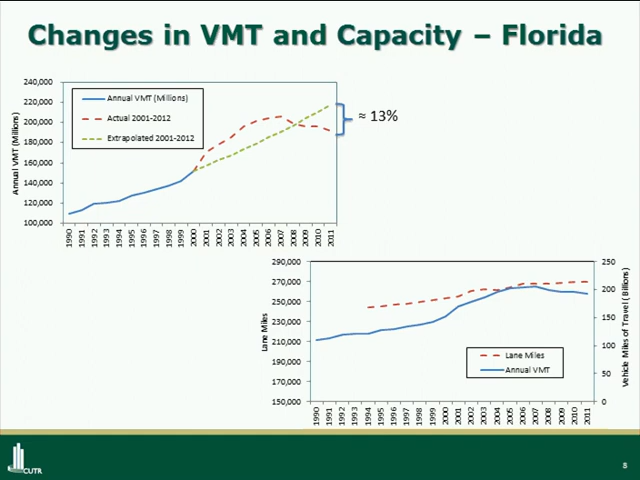 Changes in VMT and Capacity – Florida
240,000
220,000
200,000
180,000
160,000
140,000
120,000
100,000
Annual VMT (Millions)
Annual VMT (Millions)
Actual 2001-2012
Extrapolated 2001-2012
≈ 13%
1990 1991 1992 1993 1994 1995 1996 1997 1998 1999 2000 2001 2002 2003 2004 2005 2006 2007 2008 2009 2010 2011
290,000
270,000
250,000
230,000
210,000
190,000
170,000
150,000
Lane Miles
Lane Miles
Annual VMT
250
200
150
100
50
0
Vehicle Miles of Travel ( Billions)
1990 1991 1992 1993 1994 1995 1996 1997 1998 1999 2000 2001 2002 2003 2004 2005 2006 2007 2008 2009 2010 2011
CUTR
8